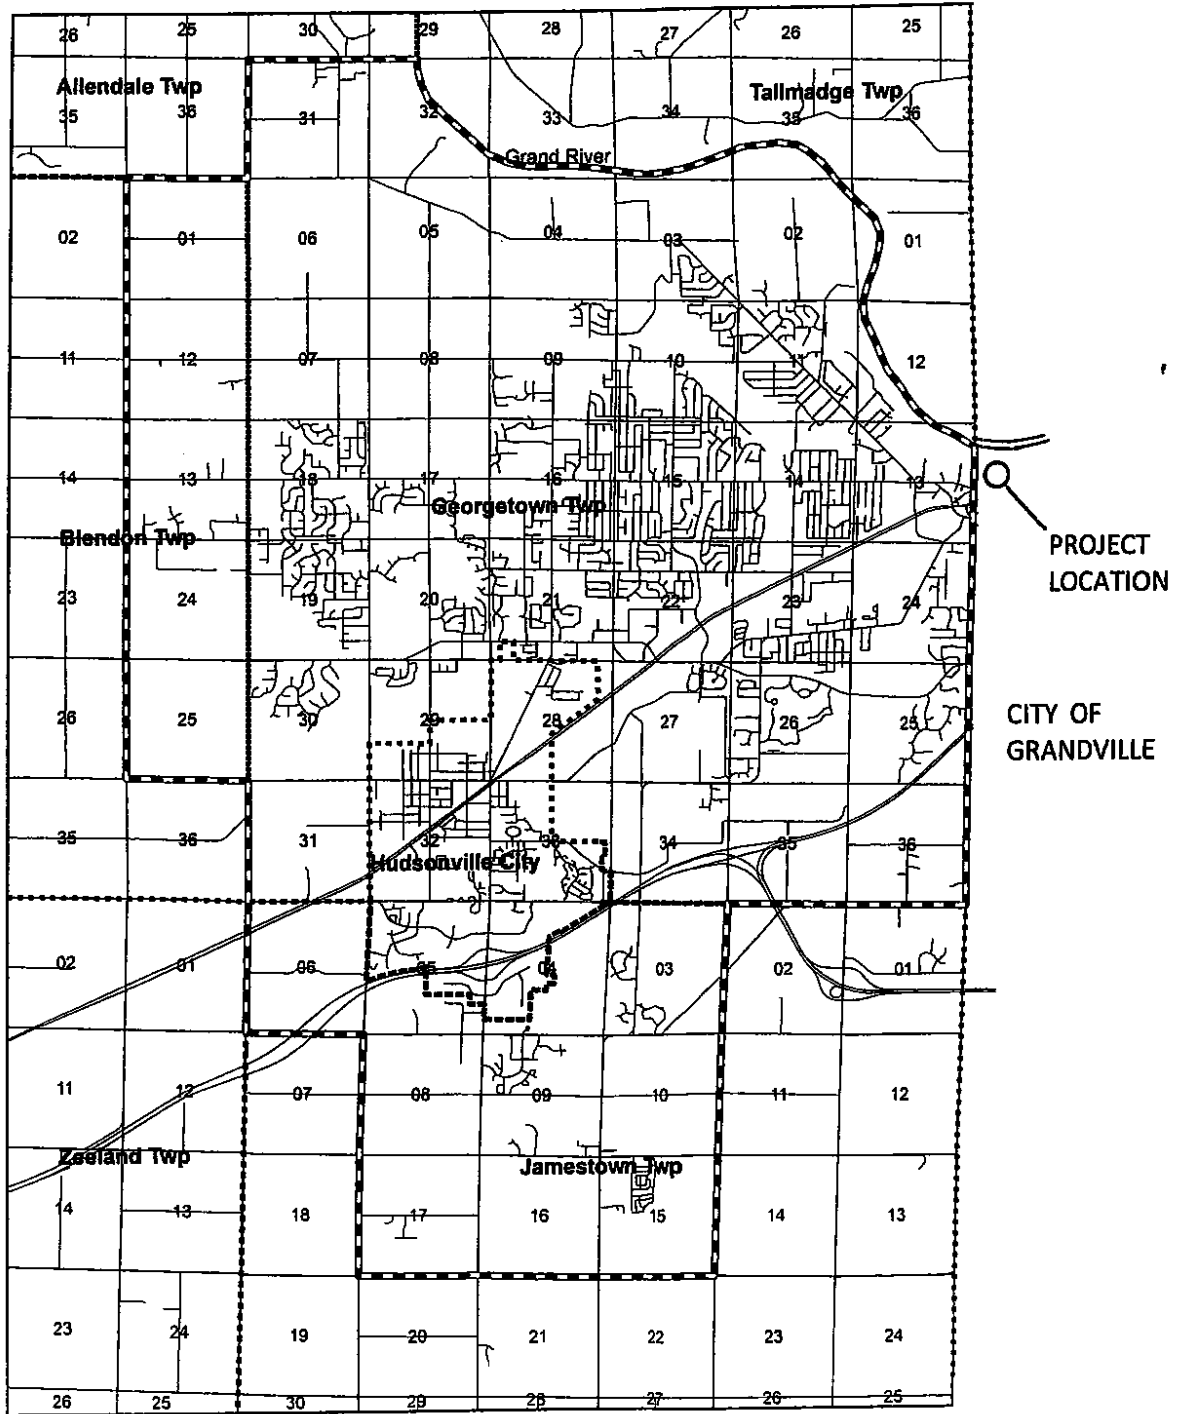 26 25 30 29 28 27 26 25
Allendale Twp
Tallmadge Twp
35 36 31 32 33 34 35 36
Grand River
02 01 06 05 04 03 02 01
11 12 07 08 09 10 11 12
14 13 18 17 16 15 14 13
Georgetown Twp
Blendon Twp
PROJECT
LOCATION
23 24 19 20 21 22 23 24
26 25 30 29 28 27 26 25
CITY OF
GRANDVILLE
35 36 31 32 33 34 35 36
Hudsonville City
02 01 06 05 04 03 02 01
11 12 07 08 09 10 11 12
Zeeland Twp
Jamestown Twp
14 13 18 17 16 15 14 13
23 24 19 20 21 22 23 24
26 25 30 29 28 27 26 25